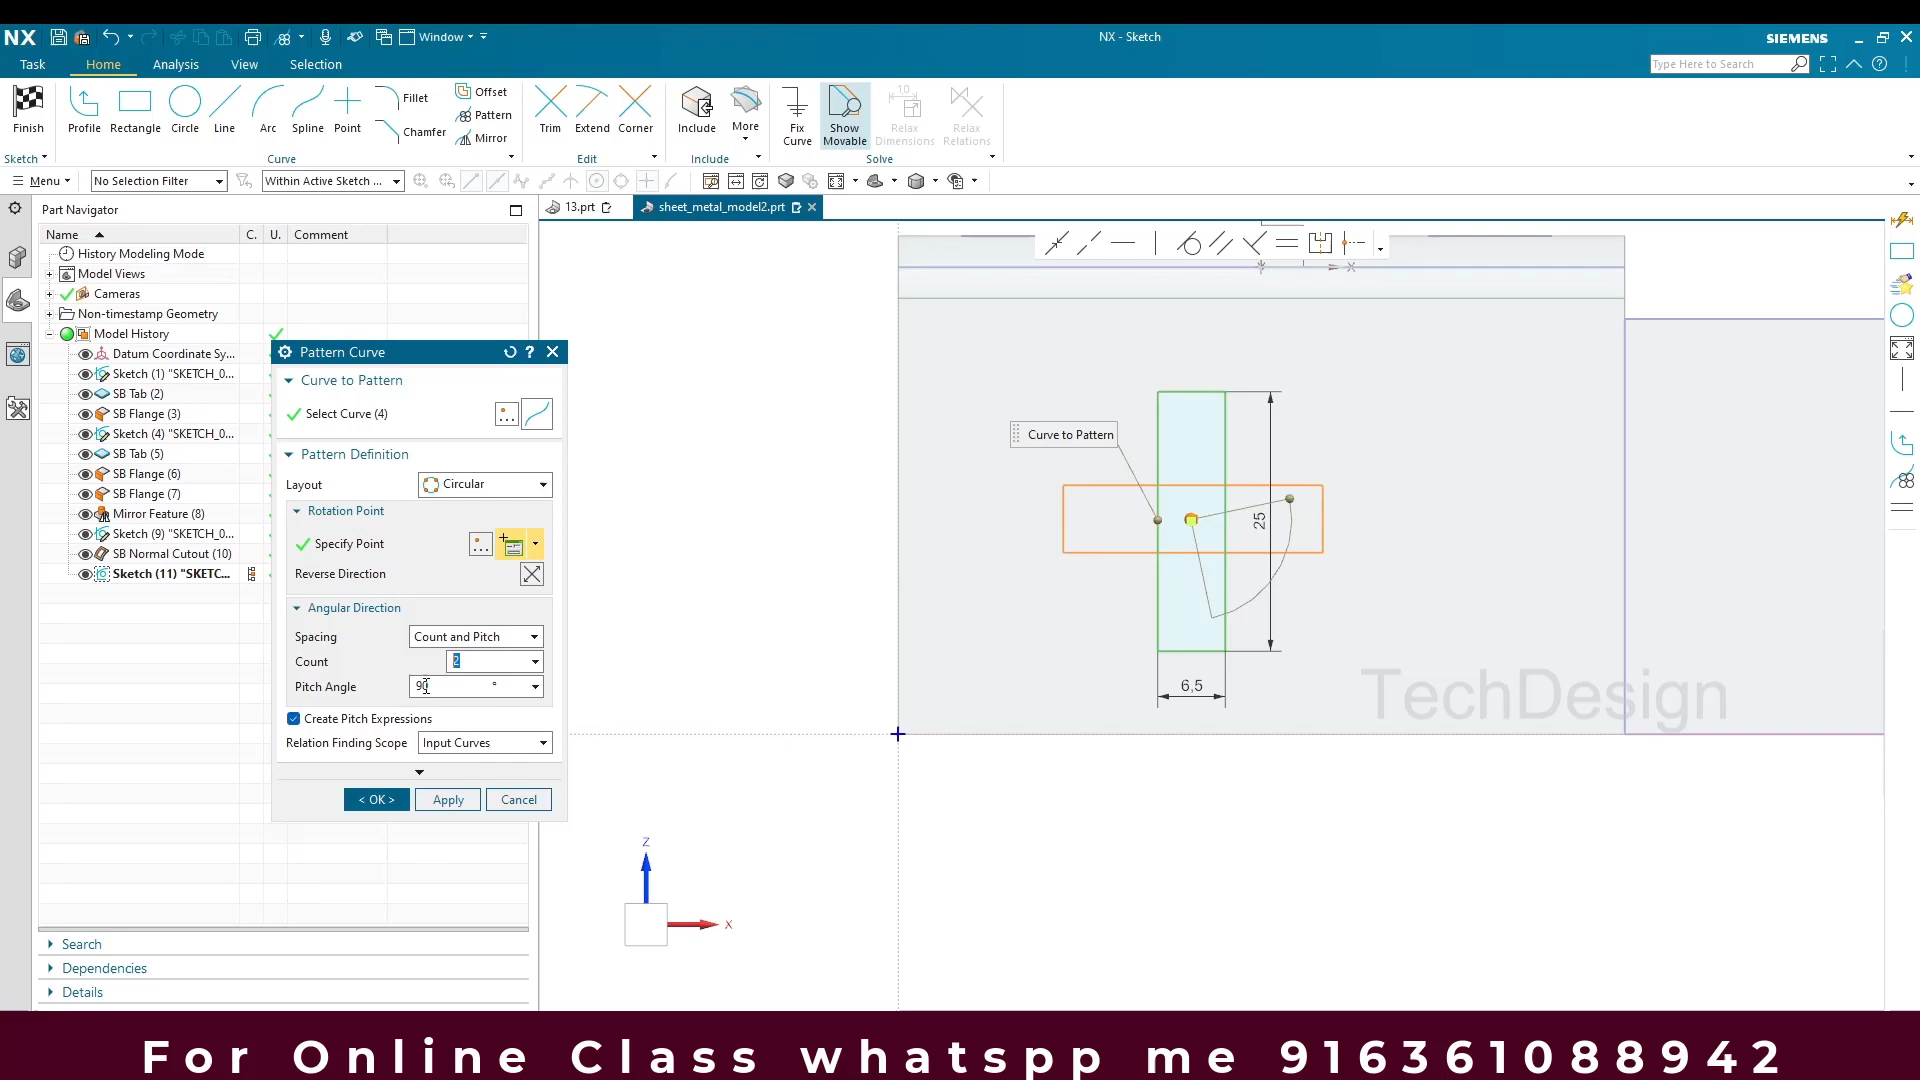 NX
Window
NX - Sketch
SIEMENS
Task
Home
Analysis
View
Selection
Type Here to Search
Finish
Profile
Rectangle
Circle
Line
Arc
Spline
Point
Fillet
Chamfer
Offset
Pattern
Mirror
Trim
Extend
Corner
Include
More
Fix
Curve
Show
Movable
Relax
Dimensions
Relax
Relations
Sketch
Curve
Edit
Include
Solve
Menu
No Selection Filter
Within Active Sketch ...
Part Navigator
13.prt
sheet_metal_model2.prt
Name
C.
U.
Comment
History Modeling Mode
Model Views
Cameras
Non-timestamp Geometry
Model History
Datum Coordinate Sy...
Sketch (1) "SKETCH_0...
SB Tab (2)
SB Flange (3)
Sketch (4) "SKETCH_0...
SB Tab (5)
SB Flange (6)
SB Flange (7)
Mirror Feature (8)
Sketch (9) "SKETCH_0...
SB Normal Cutout (10)
Sketch (11) "SKETC...
Pattern Curve
Curve to Pattern
Select Curve (4)
Pattern Definition
Layout
Circular
Rotation Point
Specify Point
Reverse Direction
Angular Direction
Spacing
Count and Pitch
Count
2
Pitch Angle
90
°
Create Pitch Expressions
Relation Finding Scope
Input Curves
< OK >
Apply
Cancel
Curve to Pattern
25
6,5
TechDesign
X
Z
X
Search
Dependencies
Details
For Online Class whatspp me 916361088942